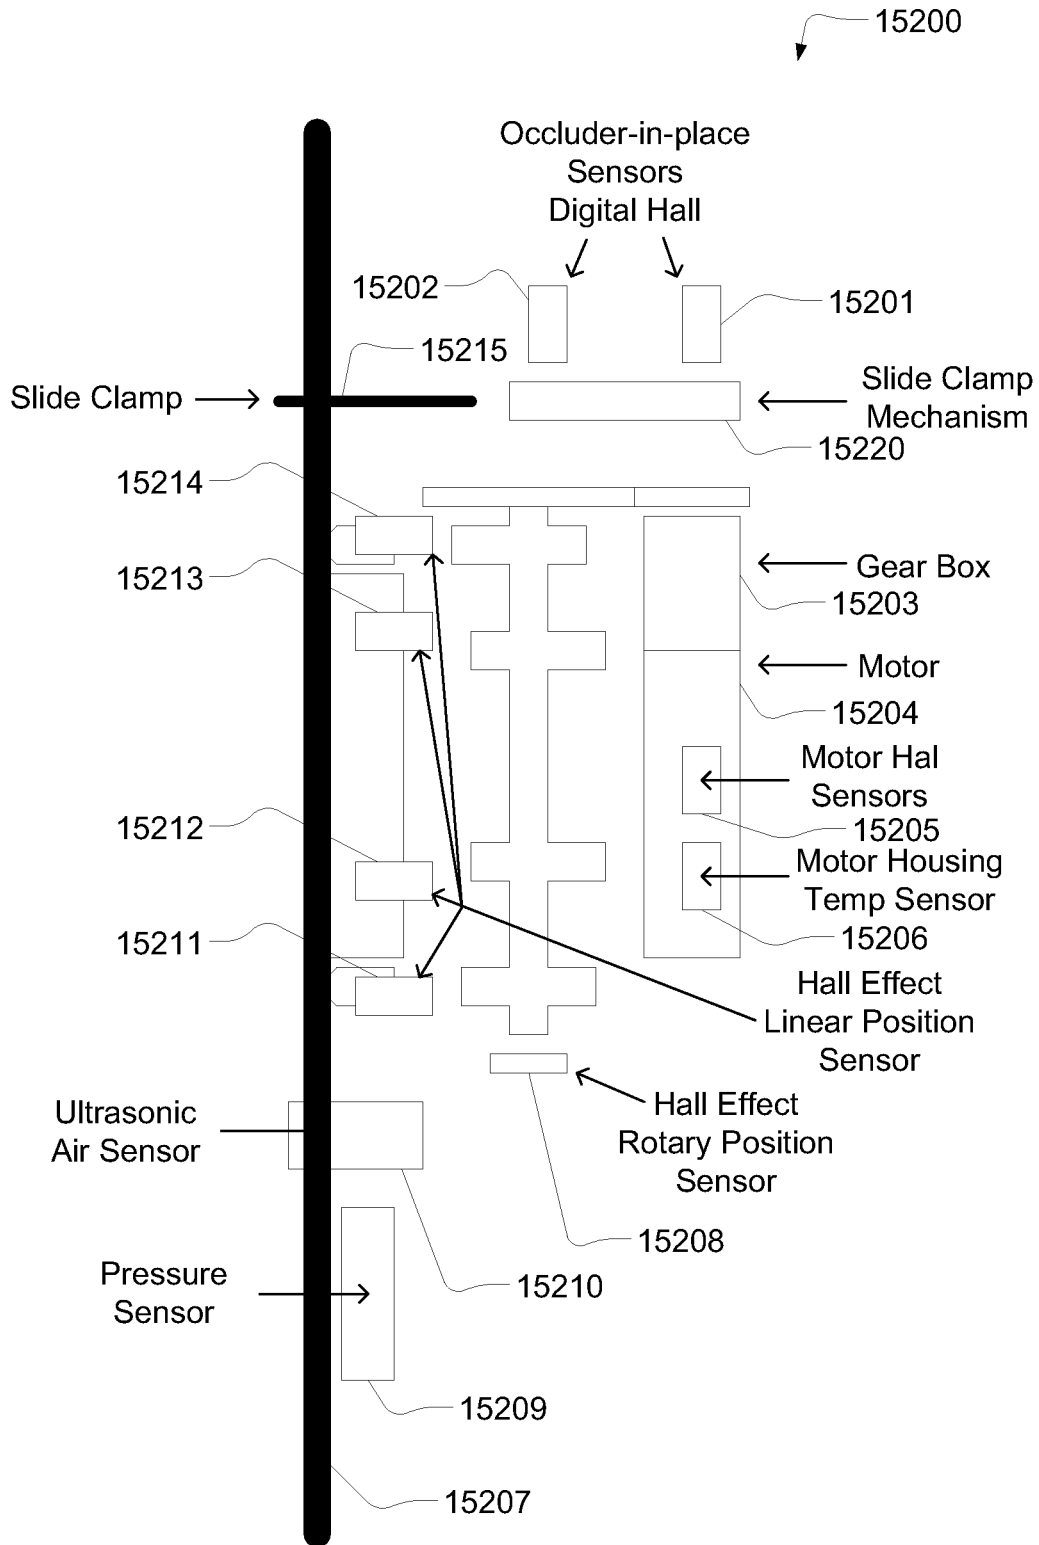 15200
Occluder-in-place
Sensors
Digital Hall
15202
15201
15215
Slide Clamp
Slide Clamp
Mechanism
15220
15214
Gear Box
15213
15203
Motor
15204
Motor Hal
Sensors
15212
15205
Motor Housing
Temp Sensor
15211
15206
Hall Effect
Linear Position
Sensor
Ultrasonic
Air Sensor
Hall Effect
Rotary Position
Sensor
15208
Pressure
Sensor
15210
15209
15207